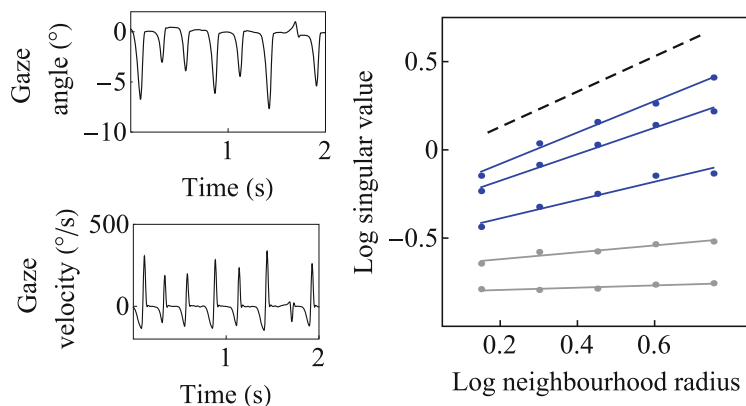 Gaze
angle (°)
0
−5
−10
1
2
Time (s)
Gaze
velocity (°/s)
500
0
1
2
Time (s)
Log singular value
0.5
0
−0.5
0.2
0.4
0.6
Log neighbourhood radius